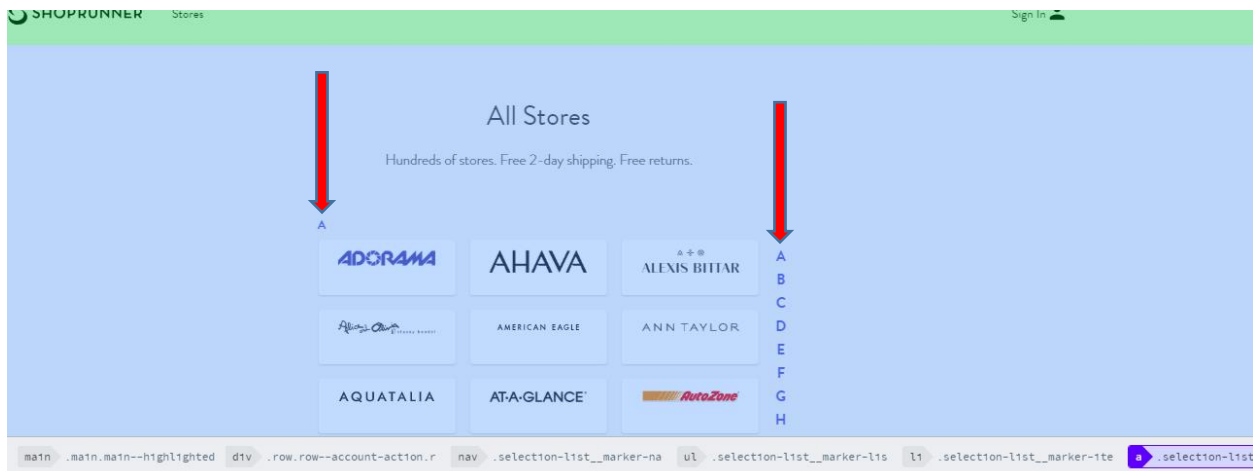 SHOPRUNNER Stores Sign In
All Stores
Hundreds of stores. Free 2-day shipping. Free returns.
A
ADORAMA AHAVA ALEXIS BITTAR
AMERICAN EAGLE ANN TAYLOR
AQUATALIA AT-A-GLANCE AutoZone
A
B
C
D
E
F
G
H
main .main.main--highlighted div .row.row--account-action.r nav .selection-list__marker-na ul .selection-list__marker-lis li .selection-list__marker-ite a .selection-list